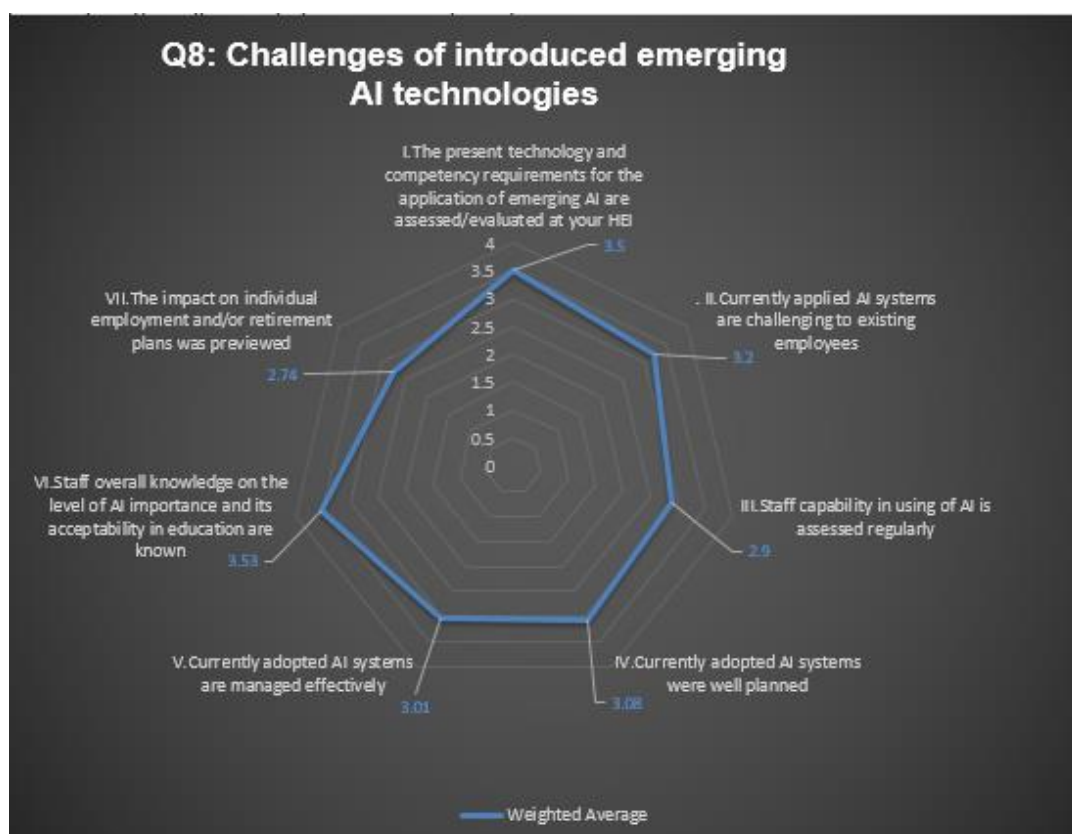 Q8: Challenges of introduced emerging
AI technologies
I.The present technology and
competency requirements for the
application of emerging AI are
assessed/evaluated at your HEI
3.5
. II.Currently applied AI systems
are challenging to existing
employees
3.2
III.Staff capability in using of AI is
assessed regularly
2.9
IV.Currently adopted AI systems
were well planned
3.08
V.Currently adopted AI systems
are managed effectively
3.01
VI.Staff overall knowledge on the
level of AI importance and its
acceptability in education are
known
3.53
VII.The impact on individual
employment and/or retirement
plans was previewed
2.74
4
3.5
3
2.5
2
1.5
1
0.5
0
Weighted Average